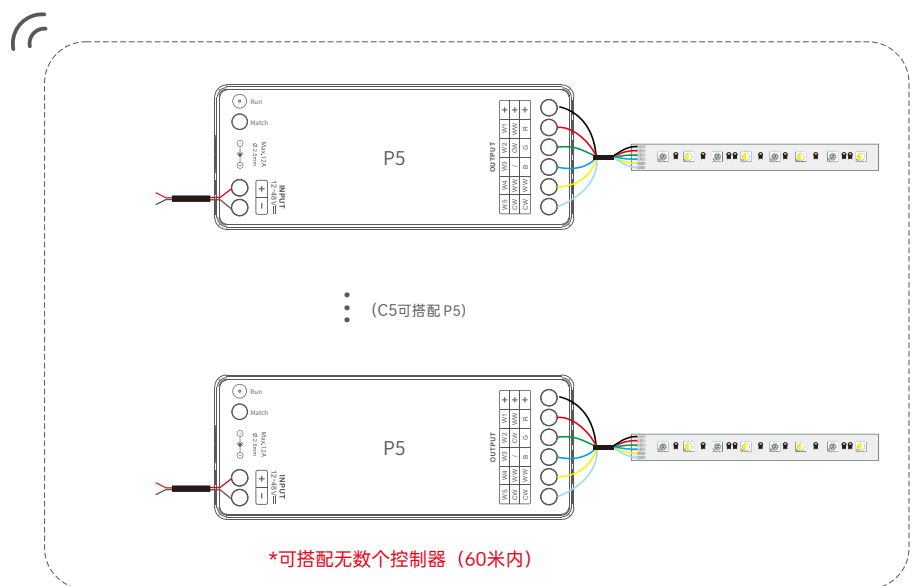 Run
Match
Max.12A
Ø 2.5mm
+
−
INPUT
12~48V
P5
OUTPUT
+ + +
W1 WW R
W2 CW G
W3 / B
W4 WW WW
W5 CW CW
(C5可搭配 P5)
Run
Match
Max.12A
Ø 2.5mm
+
−
INPUT
12~48V
P5
OUTPUT
+ + +
W1 WW R
W2 CW G
W3 / B
W4 WW WW
W5 CW CW
*可搭配无数个控制器（60米内）